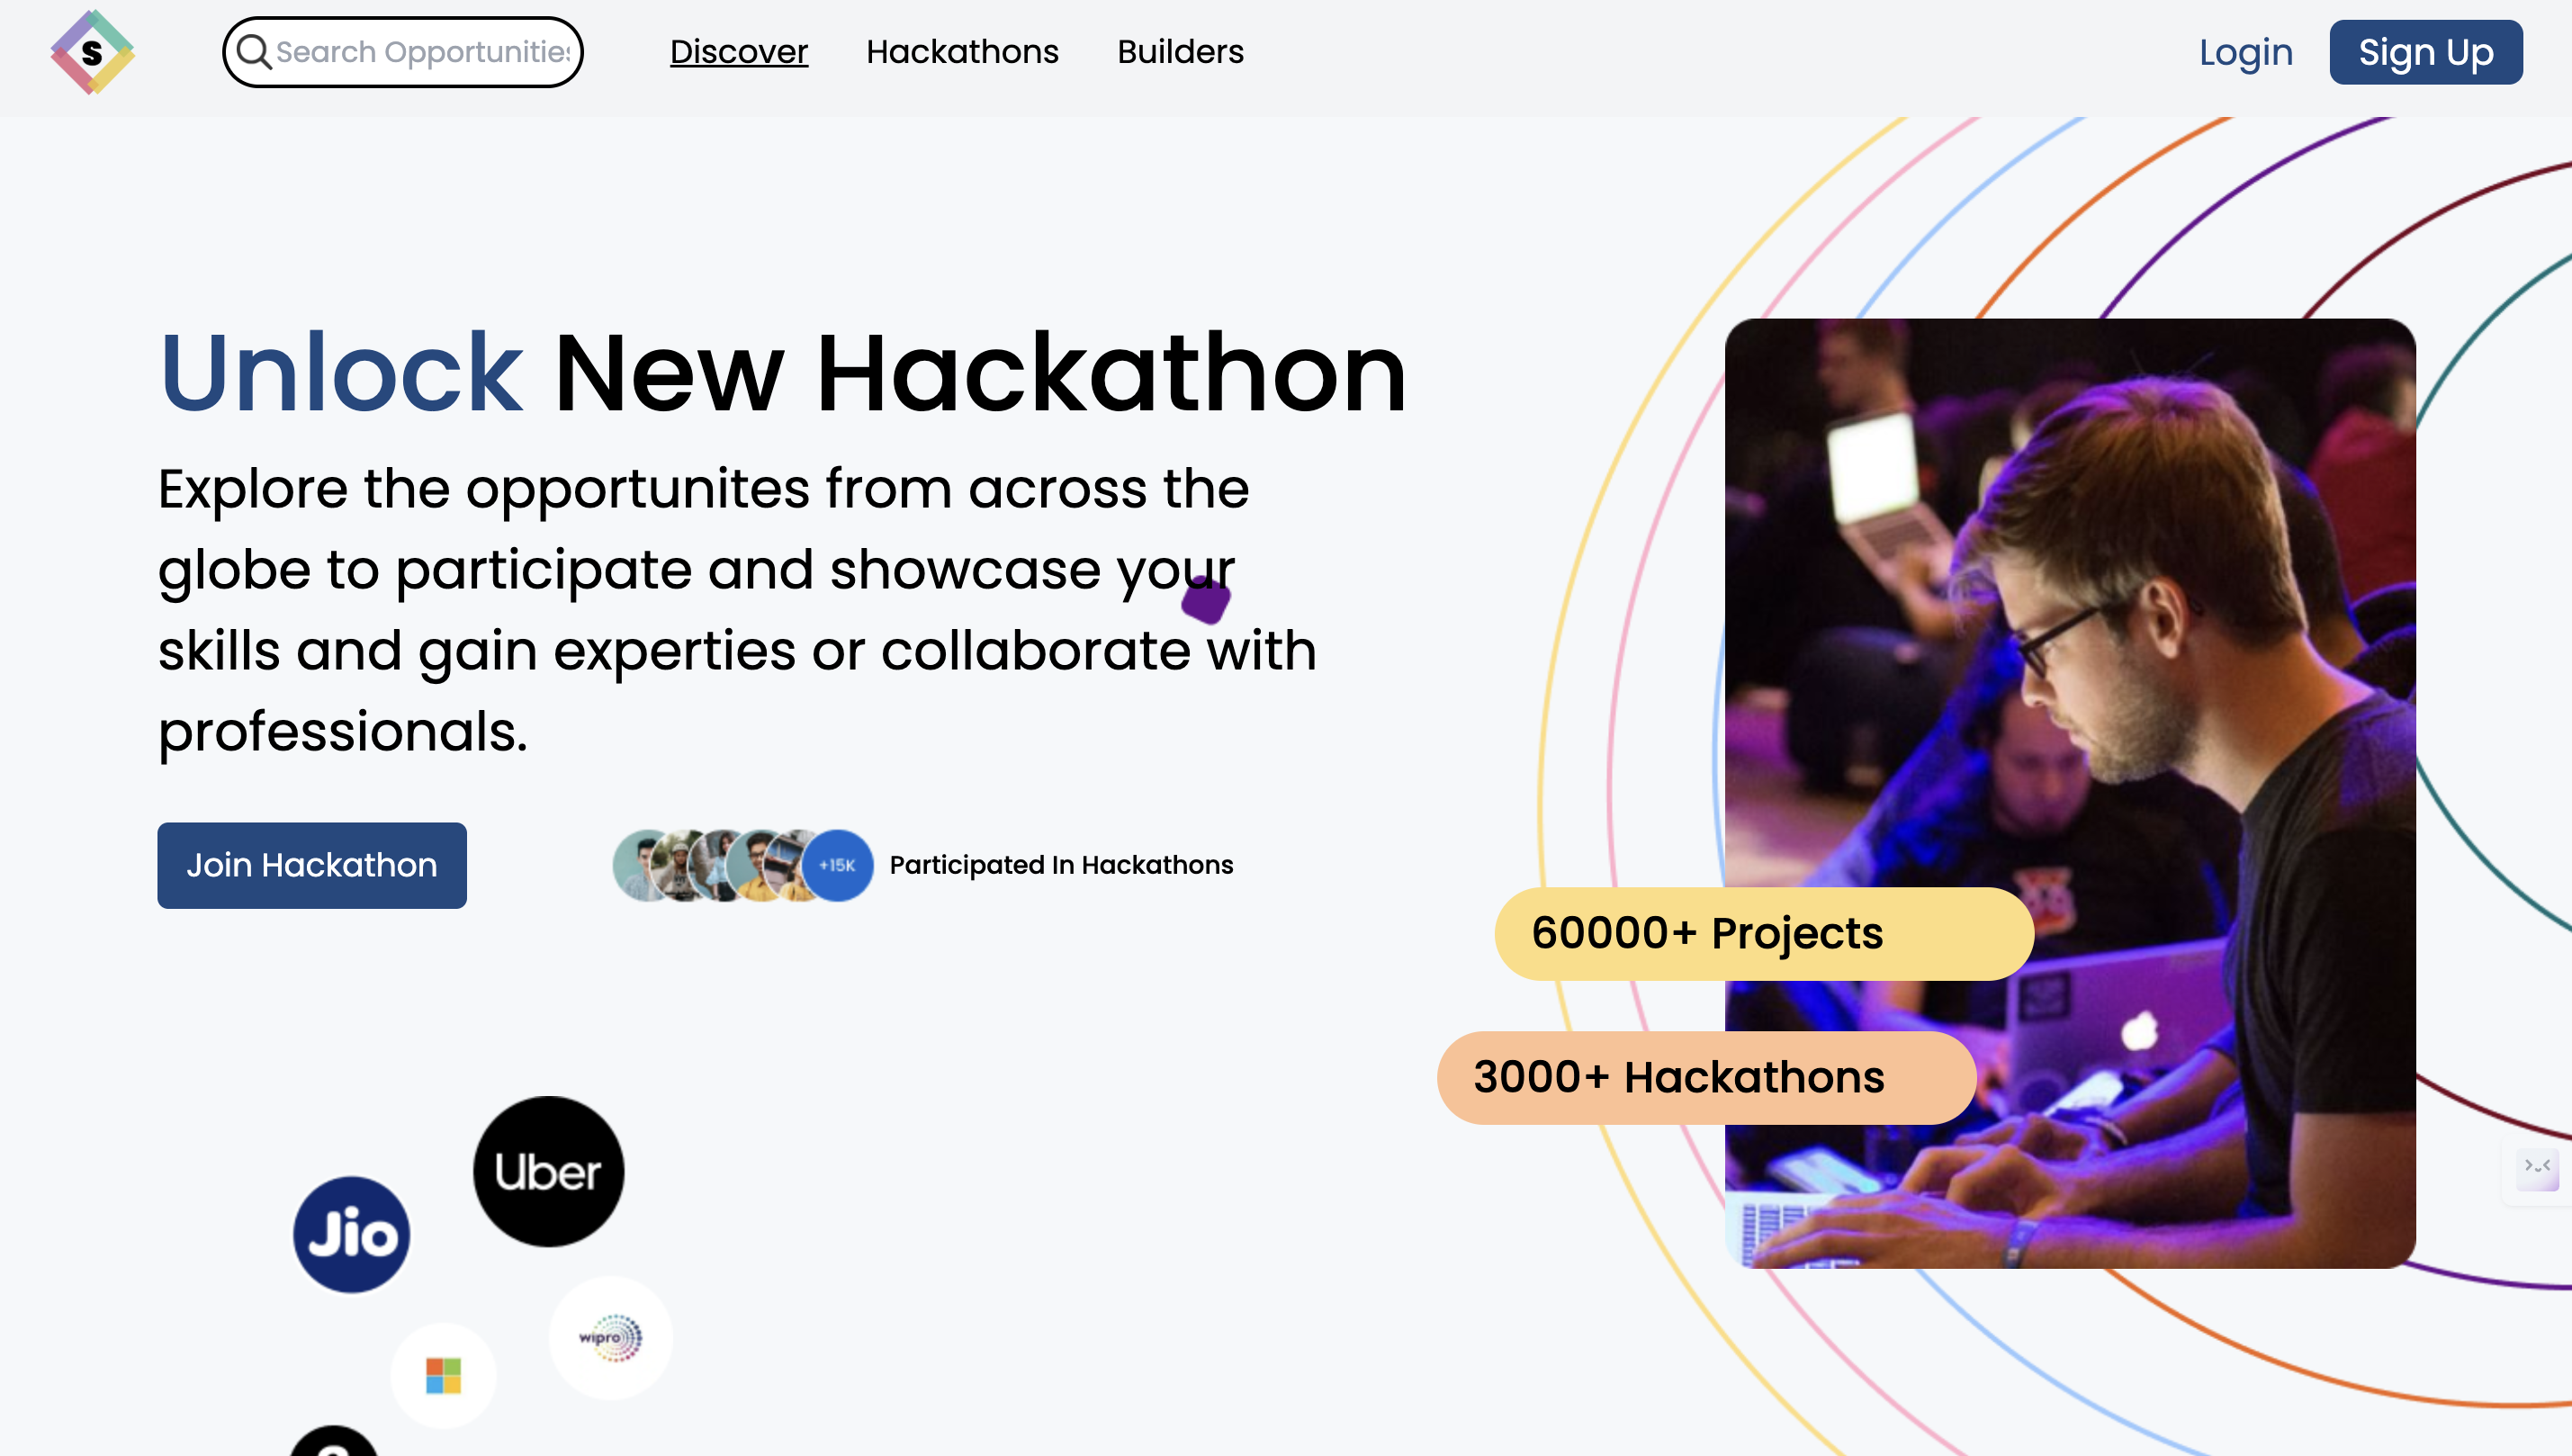 S
Search Opportunities
Discover
Hackathons
Builders
Login
Sign Up
Unlock New Hackathon
Explore the opportunites from across the
globe to participate and showcase your
skills and gain experties or collaborate with
professionals.
Join Hackathon
+15K
Participated In Hackathons
60000+ Projects
3000+ Hackathons
Uber
Jio
wipro